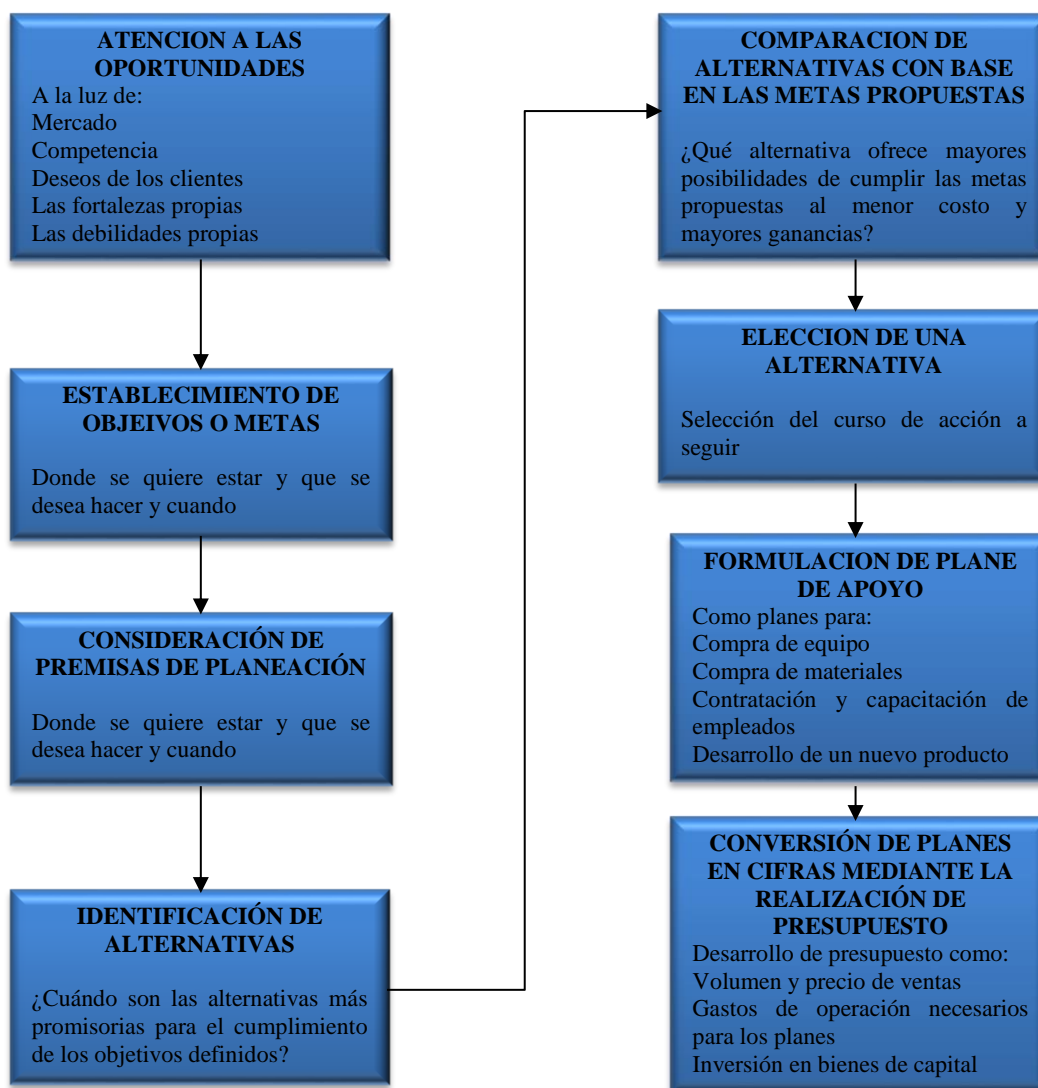 ATENCION A LAS
OPORTUNIDADES
A la luz de:
Mercado
Competencia
Deseos de los clientes
Las fortalezas propias
Las debilidades propias
ESTABLECIMIENTO DE
OBJEIVOS O METAS
Donde se quiere estar y que se
desea hacer y cuando
CONSIDERACIÓN DE
PREMISAS DE PLANEACIÓN
Donde se quiere estar y que se
desea hacer y cuando
IDENTIFICACIÓN DE
ALTERNATIVAS
¿Cuándo son las alternativas más
promisorias para el cumplimiento
de los objetivos definidos?
COMPARACION DE
ALTERNATIVAS CON BASE
EN LAS METAS PROPUESTAS
¿Qué alternativa ofrece mayores
posibilidades de cumplir las metas
propuestas al menor costo y
mayores ganancias?
ELECCION DE UNA
ALTERNATIVA
Selección del curso de acción a
seguir
FORMULACION DE PLANE
DE APOYO
Como planes para:
Compra de equipo
Compra de materiales
Contratación y capacitación de
empleados
Desarrollo de un nuevo producto
CONVERSIÓN DE PLANES
EN CIFRAS MEDIANTE LA
REALIZACIÓN DE
PRESUPUESTO
Desarrollo de presupuesto como:
Volumen y precio de ventas
Gastos de operación necesarios
para los planes
Inversión en bienes de capital